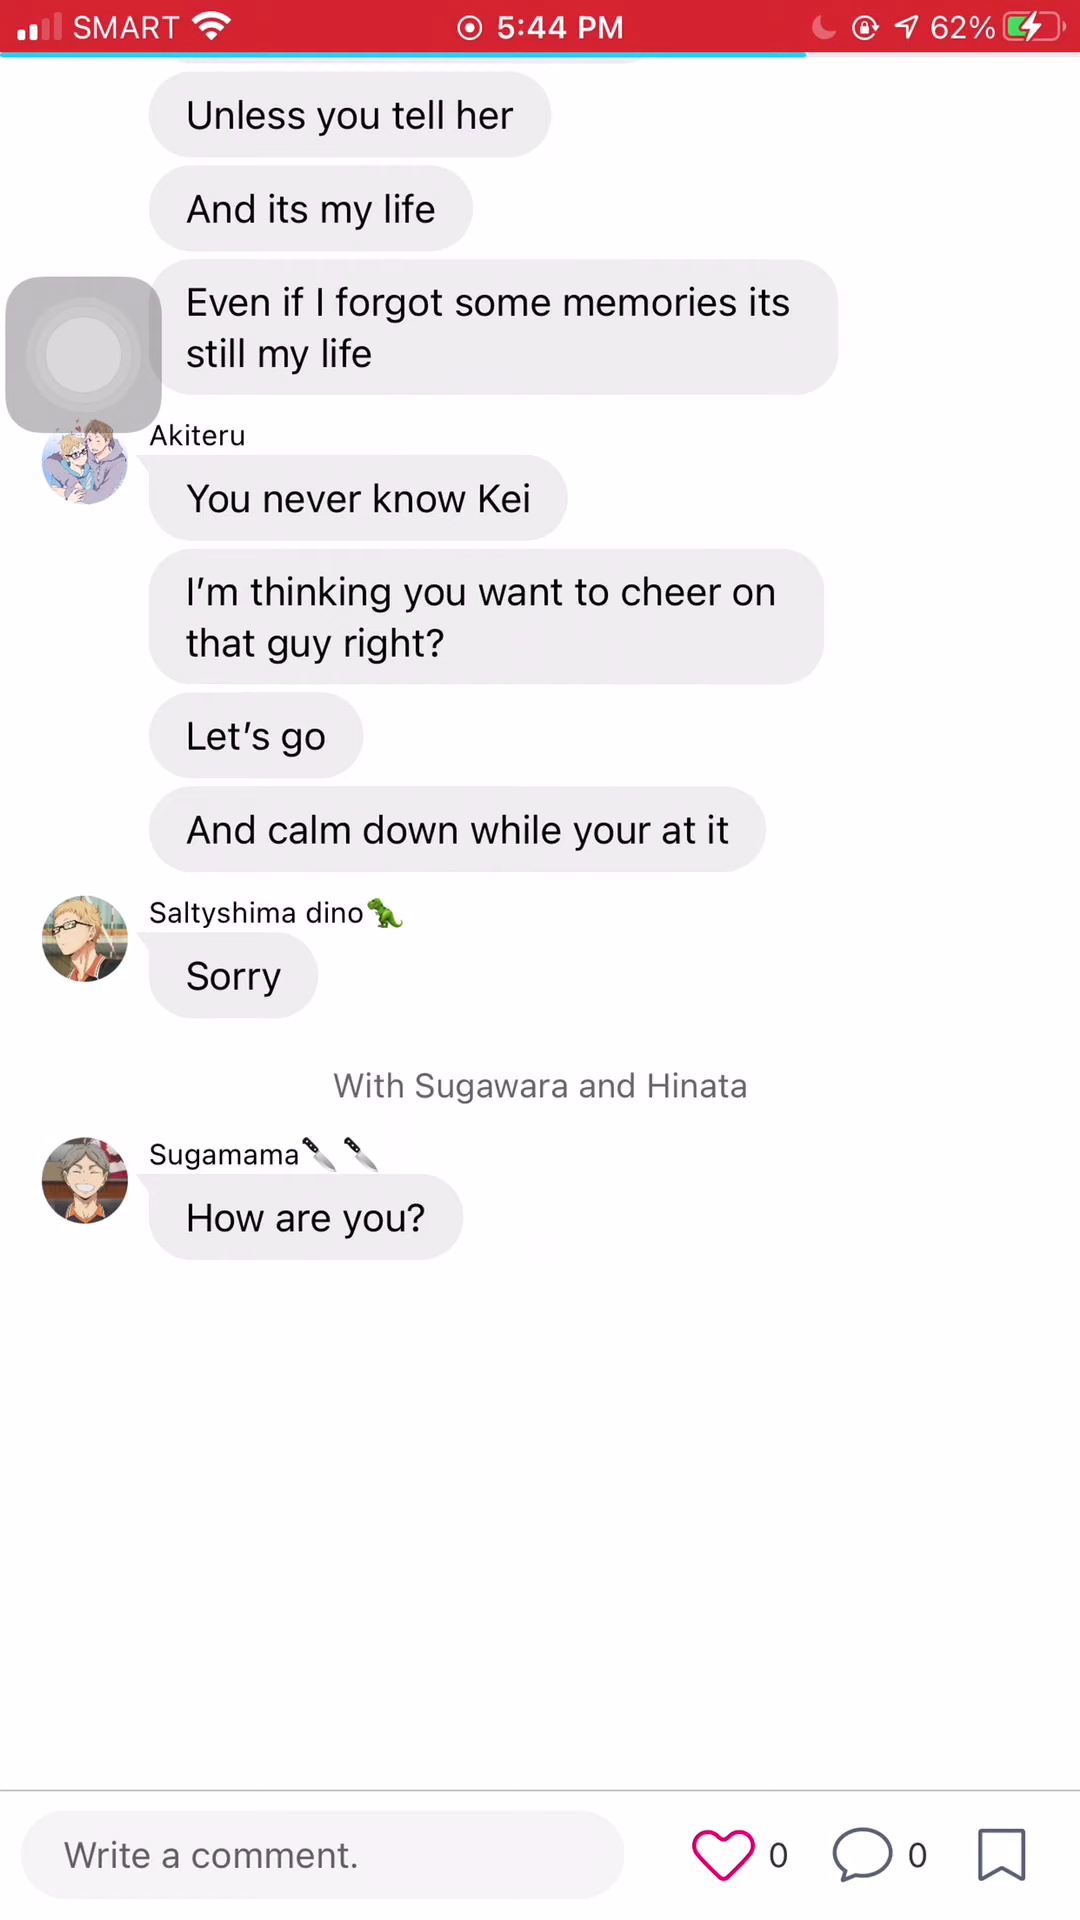 SMART 5:44 PM 62%
Unless you tell her
And its my life
Even if I forgot some memories its
still my life
Akiteru
You never know Kei
I'm thinking you want to cheer on
that guy right?
Let's go
And calm down while your at it
Saltyshima dino🦖
Sorry
With Sugawara and Hinata
Sugamama🔪🔪
How are you?
Write a comment. 0 0